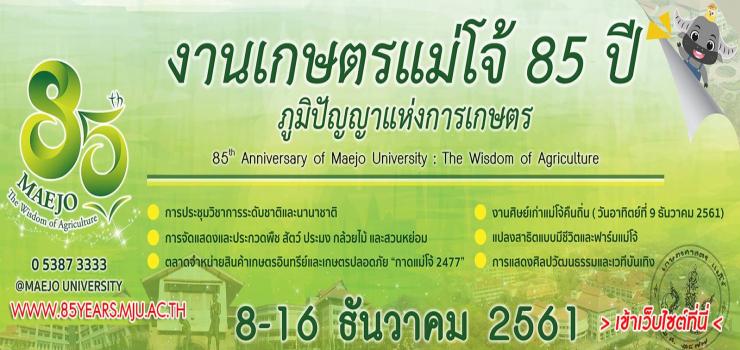 งานเกษตรแม่โจ้ 85 ปี
ภูมิปัญญาแห่งการเกษตร
85th Anniversary of Maejo University : The Wisdom of Agriculture
85th
MAEJO
The Wisdom of Agriculture
0 5387 3333
@MAEJO UNIVERSITY
WWW.85YEARS.MJU.AC.TH
การประชุมวิชาการระดับชาติและนานาชาติ
การจัดแสดงและประกวดพืช สัตว์ ประมง กล้วยไม้ และสวนหย่อม
ตลาดจำหน่ายสินค้าเกษตรอินทรีย์และเกษตรปลอดภัย "กาดแม่โจ้ 2477"
งานศิษย์เก่าแม่โจ้คืนถิ่น ( วันอาทิตย์ที่ 9 ธันวาคม 2561)
แปลงสาธิตแบบมีชีวิตและฟาร์มแม่โจ้
การแสดงศิลปวัฒนธรรมและเวทีบันเทิง
8-16 ธันวาคม 2561
> เข้าเว็บไซต์ที่นี่ <